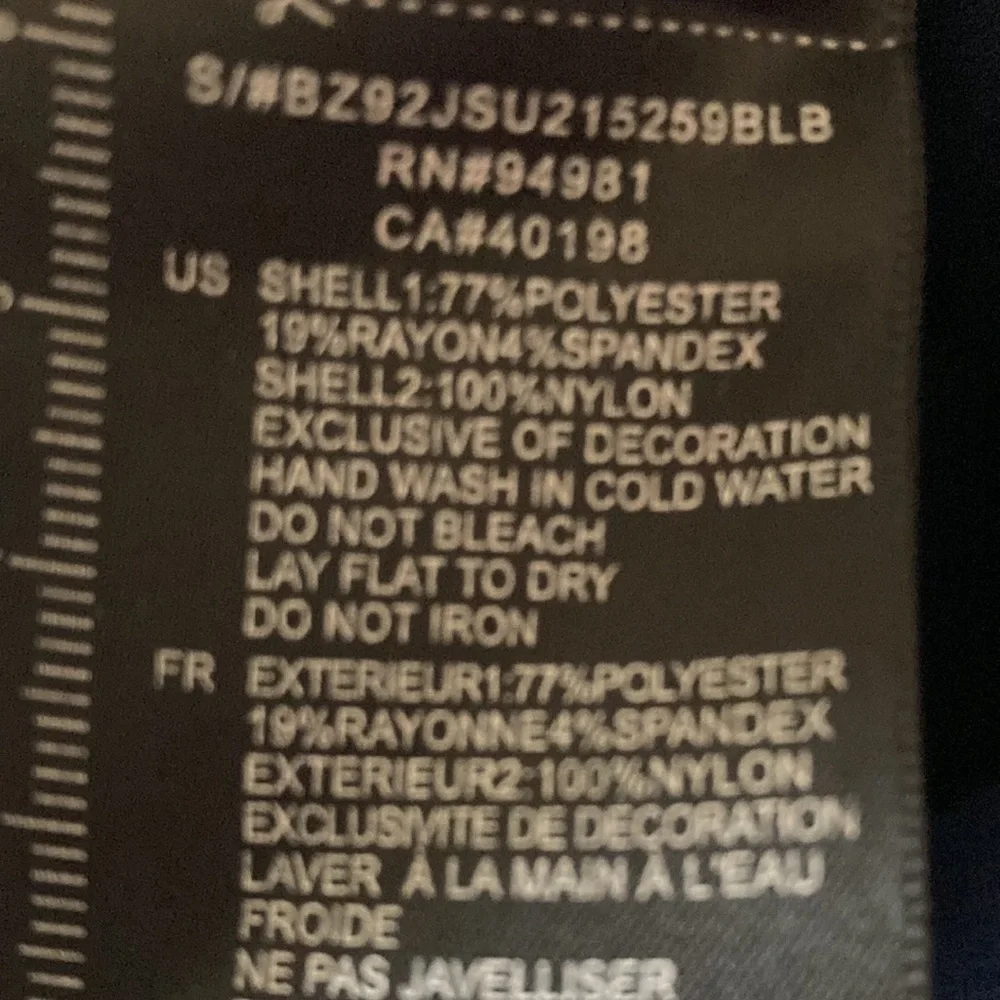 S/#BZ92JSU215259BLB
RN#94981
CA#40198
US SHELL1:77%POLYESTER
19%RAYON4%SPANDEX
SHELL2:100%NYLON
EXCLUSIVE OF DECORATION
HAND WASH IN COLD WATER
DO NOT BLEACH
LAY FLAT TO DRY
DO NOT IRON
FR EXTERIEUR1:77%POLYESTER
19%RAYONNE4%SPANDEX
EXTERIEUR2:100%NYLON
EXCLUSIVITE DE DECORATION
LAVER À LA MAIN À L'EAU
FROIDE
NE PAS JAVELLISER